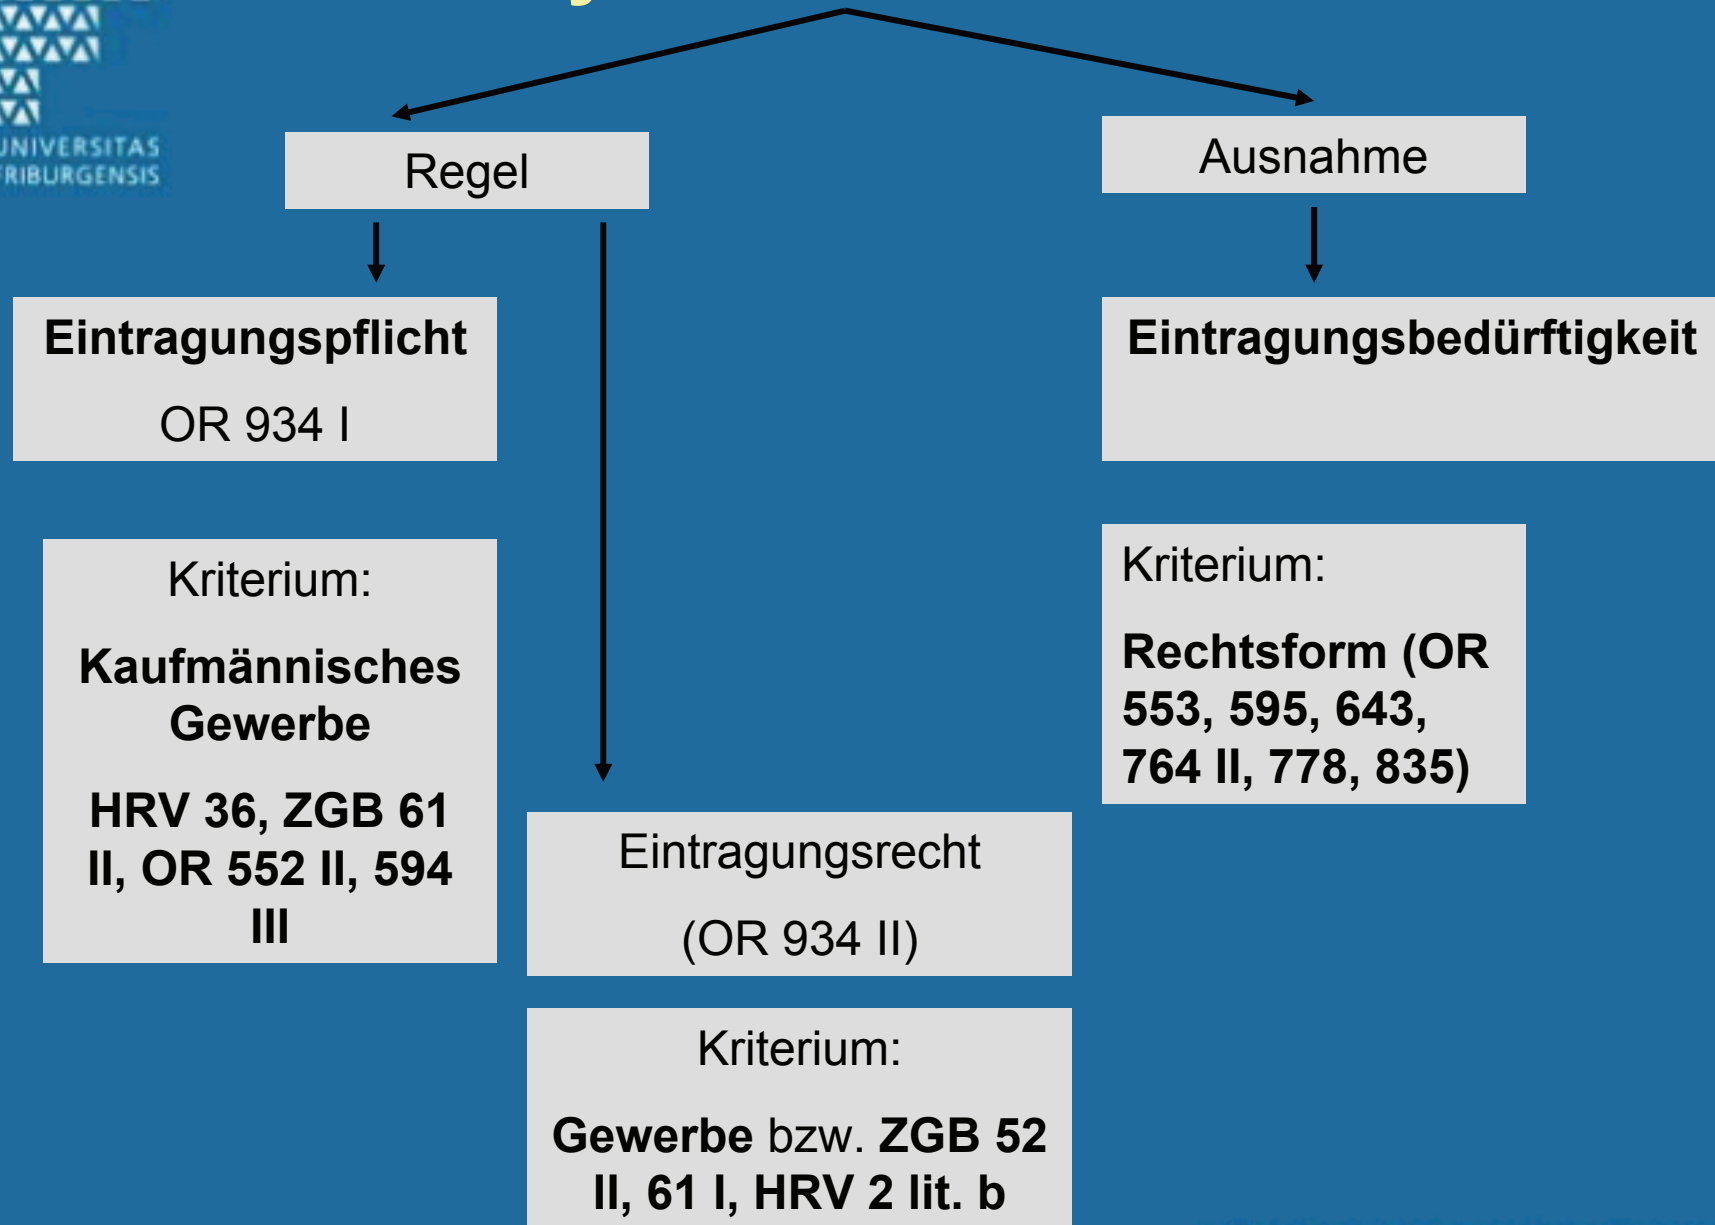 UNIVERSITAS
FRIBURGENSIS
Regel
Ausnahme
Eintragungspflicht
OR 934 I
Eintragungsbedürftigkeit
Kriterium:
Kaufmännisches
Gewerbe
HRV 36, ZGB 61
II, OR 552 II, 594
III
Kriterium:
Rechtsform (OR
553, 595, 643,
764 II, 778, 835)
Eintragungsrecht
(OR 934 II)
Kriterium:
Gewerbe bzw. ZGB 52
II, 61 I, HRV 2 lit. b